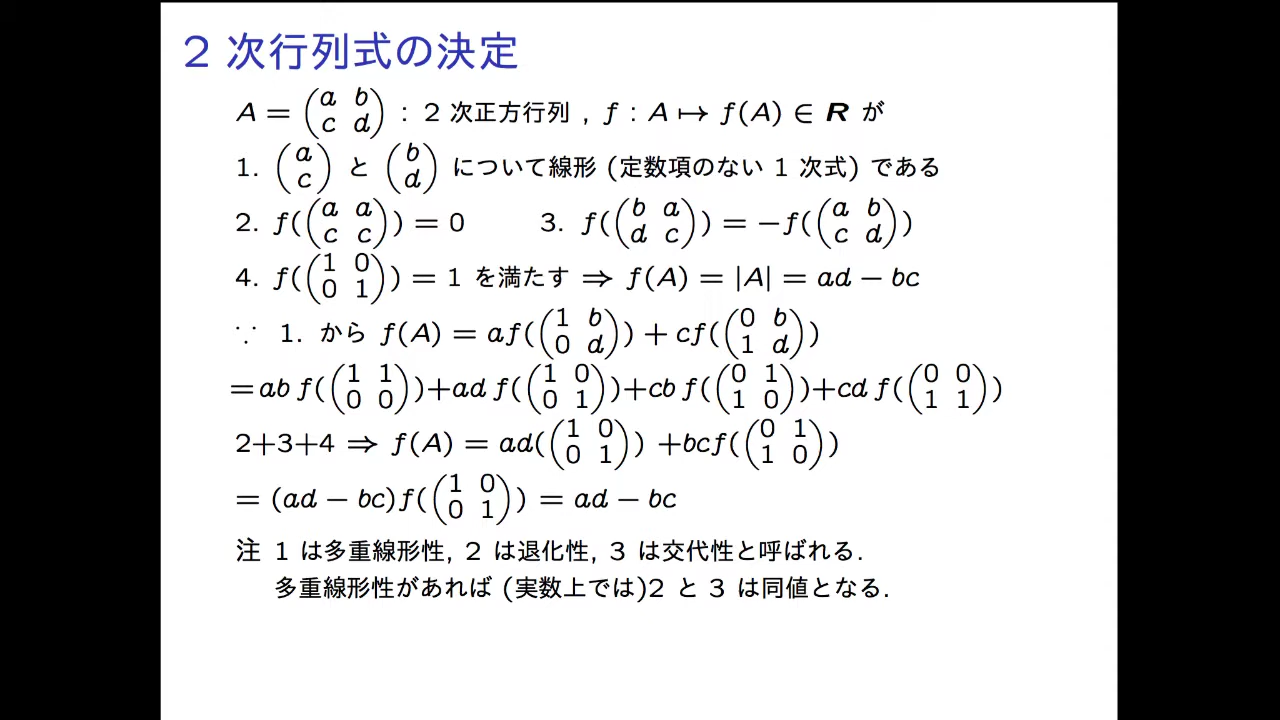 2 次行列式の決定
A = (a b; c d) : 2 次正方行列 , f : A ↦ f(A) ∈ R が
1. (a; c) と (b; d) について線形 (定数項のない 1 次式) である
2. f((a a; c c)) = 0 3. f((b a; d c)) = −f((a b; c d))
4. f((1 0; 0 1)) = 1 を満たす ⇒ f(A) = |A| = ad − bc
∵ 1. から f(A) = af((1 b; 0 d)) + cf((0 b; 1 d))
=ab f((1 1; 0 0))+ad f((1 0; 0 1))+cb f((0 1; 1 0))+cd f((0 0; 1 1))
2+3+4 ⇒ f(A) = ad((1 0; 0 1)) +bcf((0 1; 1 0))
= (ad − bc)f((1 0; 0 1)) = ad − bc
注 1 は多重線形性, 2 は退化性, 3 は交代性と呼ばれる.
多重線形性があれば (実数上では)2 と 3 は同値となる.